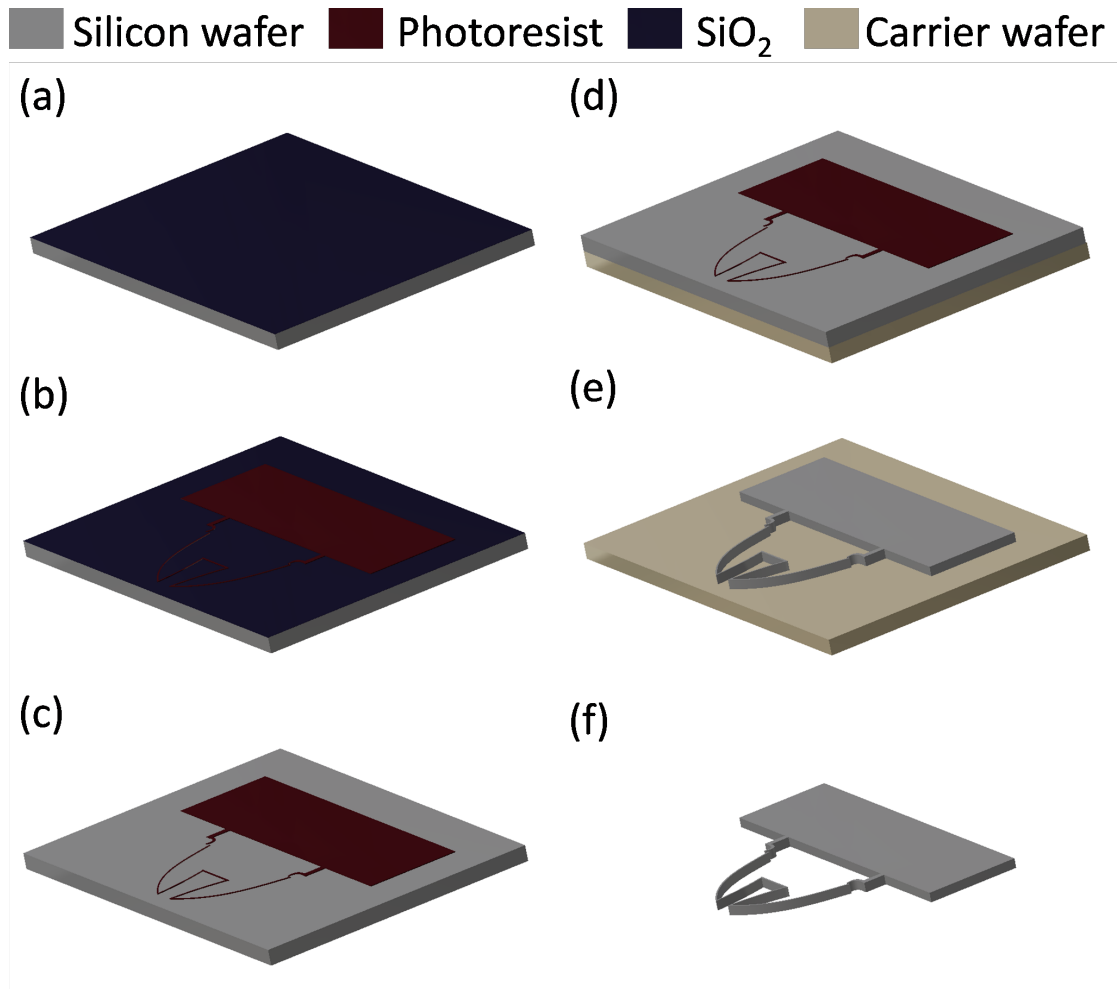 Silicon wafer Photoresist SiO₂ Carrier wafer
(a)
(d)
(b)
(e)
(c)
(f)